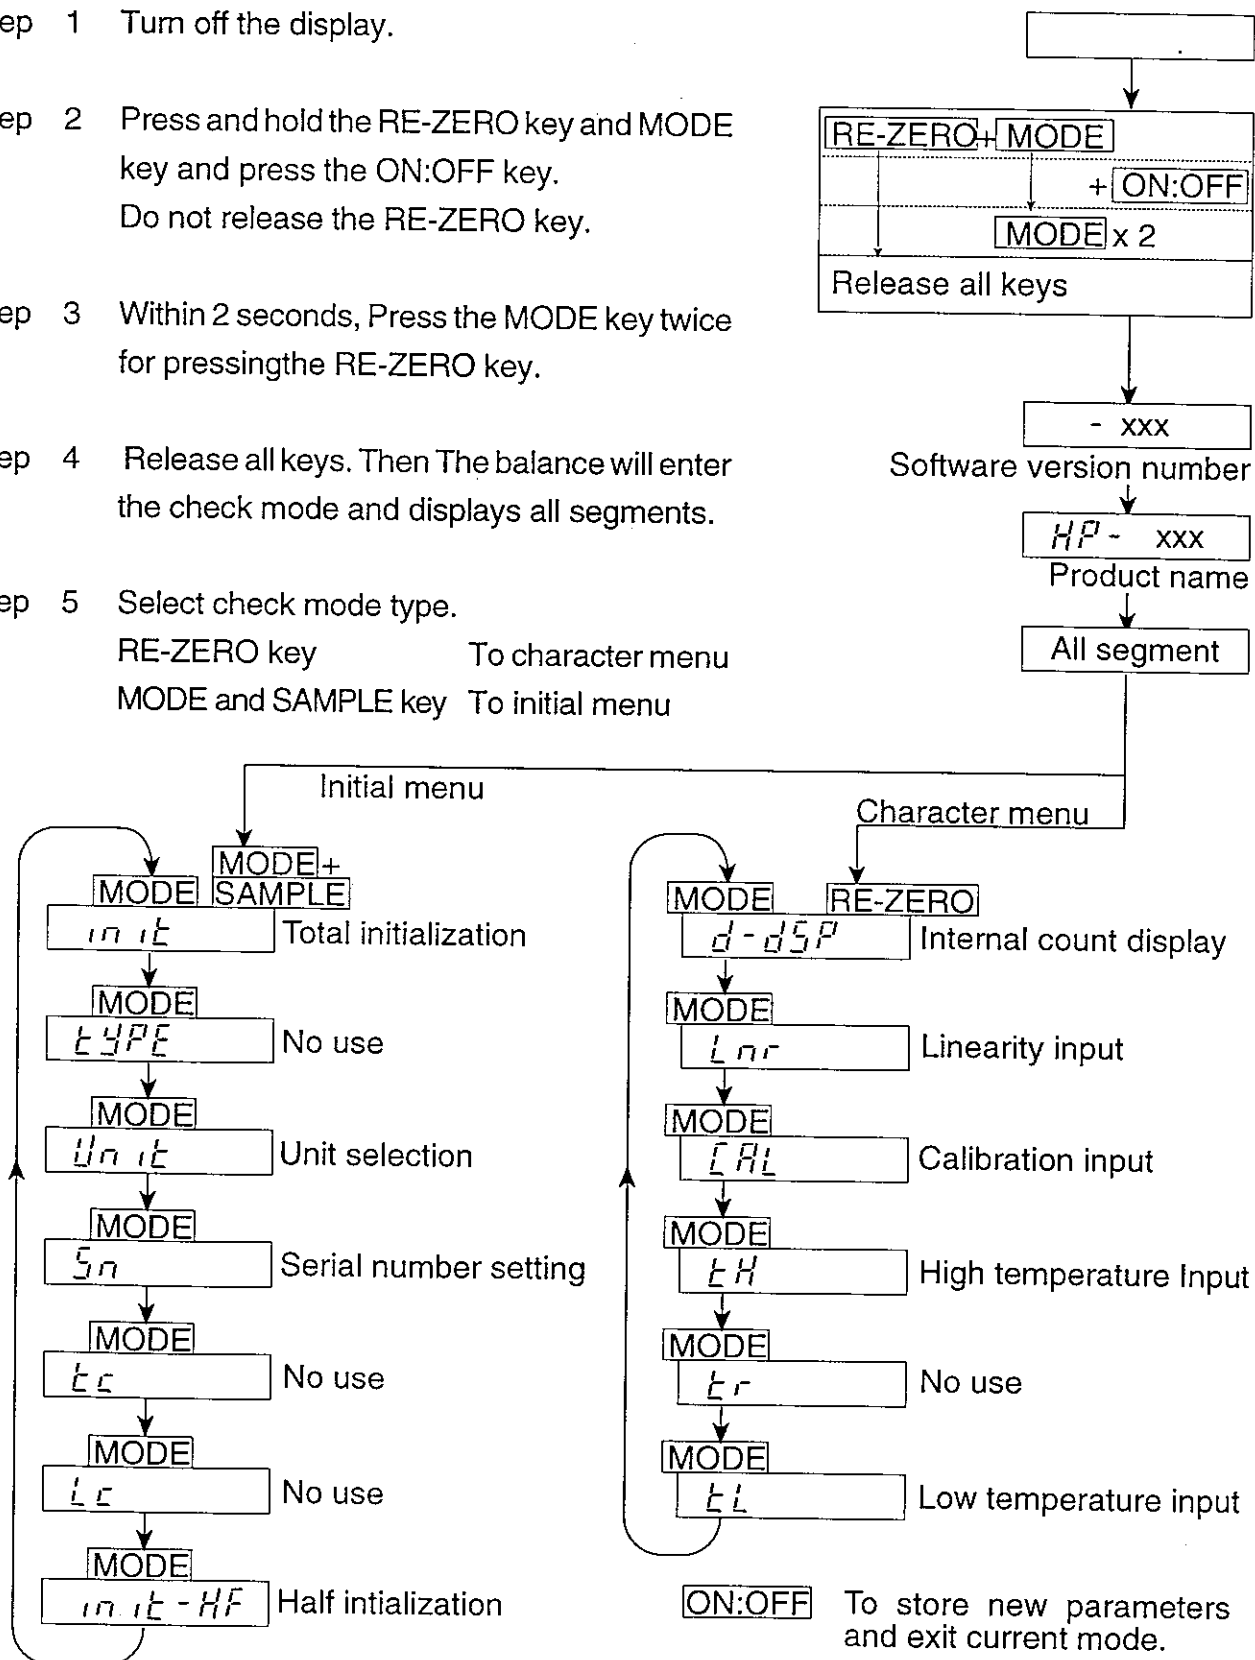 ep 1 Turn off the display.
ep 2 Press and hold the RE-ZERO key and MODE
key and press the ON:OFF key.
Do not release the RE-ZERO key.
ep 3 Within 2 seconds, Press the MODE key twice
for pressingthe RE-ZERO key.
ep 4 Release all keys. Then The balance will enter
the check mode and displays all segments.
ep 5 Select check mode type.
RE-ZERO key To character menu
MODE and SAMPLE key To initial menu
RE-ZERO+ MODE
+ ON:OFF
MODE x 2
Release all keys
- xxx
Software version number
HP- xxx
Product name
All segment
Initial menu
MODE+
MODE SAMPLE
init Total initialization
MODE
tYPE No use
MODE
Unit Unit selection
MODE
Sn Serial number setting
MODE
tc No use
MODE
Lc No use
MODE
in.it-HF Half intialization
Character menu
MODE RE-ZERO
d-dSP Internal count display
MODE
Lnr Linearity input
MODE
CAL Calibration input
MODE
tH High temperature Input
MODE
tr No use
MODE
tL Low temperature input
ON:OFF To store new parameters
and exit current mode.